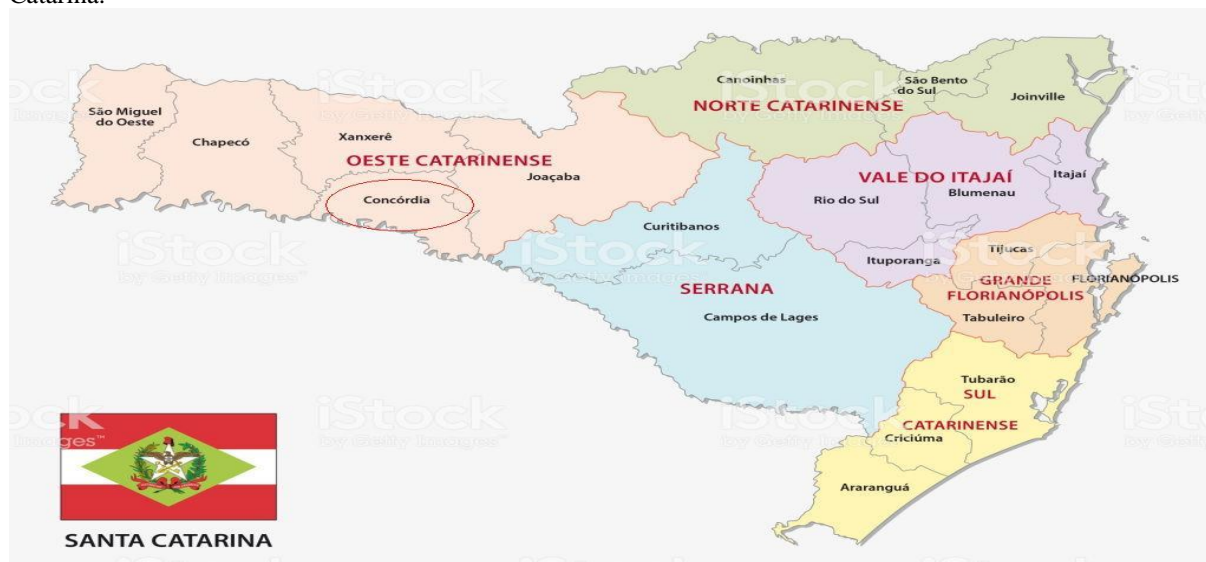 Catarina.
Canoinhas
São Bento
do Sul
Joinville
NORTE CATARINENSE
São Miguel
do Oeste
Chapecó
Xanxerê
OESTE CATARINENSE
Joaçaba
Concórdia
VALE DO ITAJAÍ
Itajaí
Rio do Sul
Blumenau
Curitibanos
Ituporanga
Tijucas
SERRANA
GRANDE
FLORIANÓPOLIS
FLORIANÓPOLIS
Campos de Lages
Tabuleiro
Tubarão
SUL
CATARINENSE
Criciúma
Araranguá
SANTA CATARINA
iStock
by Getty Images™